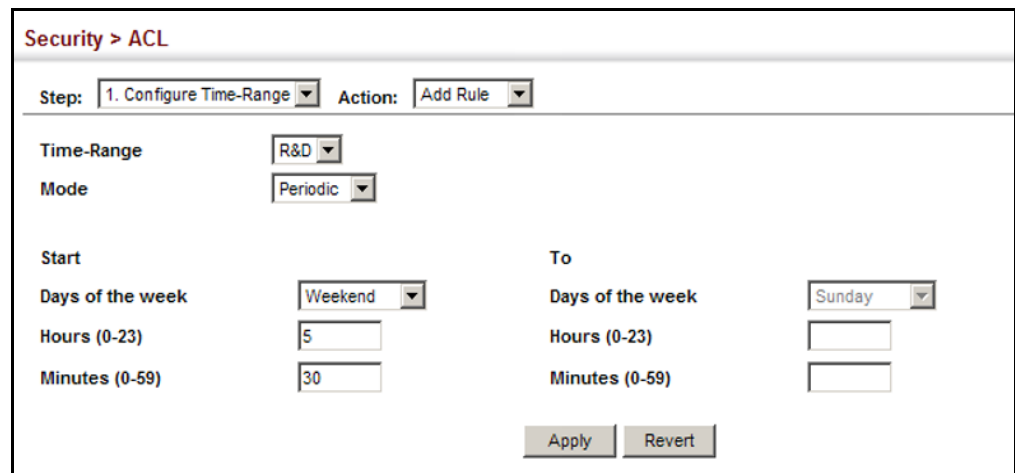 Security > ACL
Step: 1. Configure Time-Range Action: Add Rule
Time-Range R&D
Mode Periodic
Start To
Days of the week Weekend Days of the week Sunday
Hours (0-23) 5 Hours (0-23)
Minutes (0-59) 30 Minutes (0-59)
Apply Revert